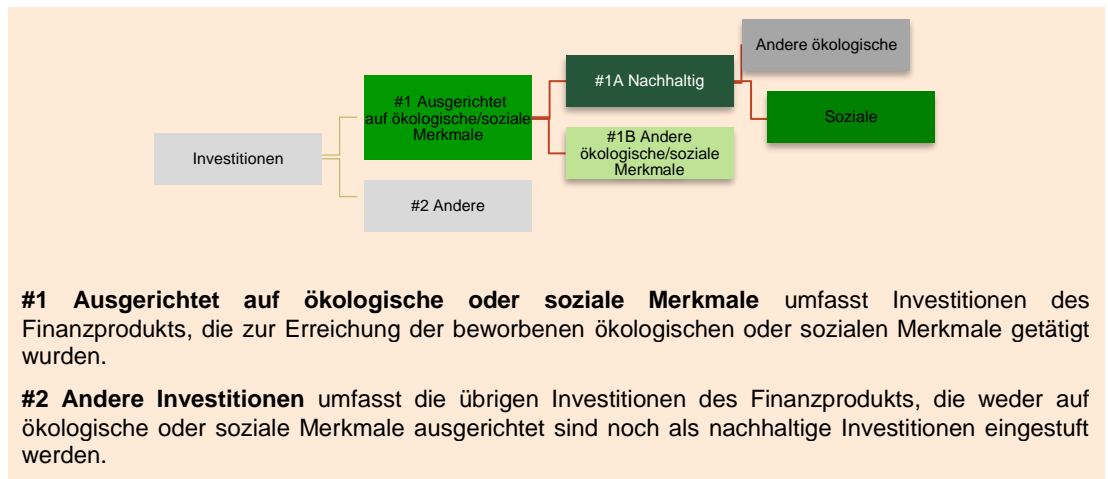 Andere ökologische
#1A Nachhaltig
#1 Ausgerichtet
auf ökologische/soziale
Merkmale
Soziale
#1B Andere
ökologische/soziale
Merkmale
Investitionen
#2 Andere
#1 Ausgerichtet auf ökologische oder soziale Merkmale umfasst Investitionen des
Finanzprodukts, die zur Erreichung der beworbenen ökologischen oder sozialen Merkmale getätigt
wurden.
#2 Andere Investitionen umfasst die übrigen Investitionen des Finanzprodukts, die weder auf
ökologische oder soziale Merkmale ausgerichtet sind noch als nachhaltige Investitionen eingestuft
werden.